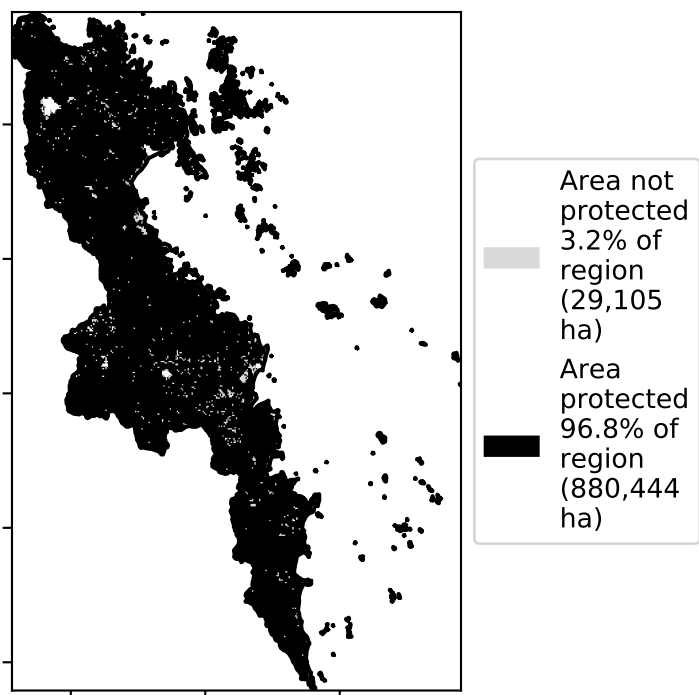 Area not
protected
3.2% of
region
(29,105
ha)
Area
protected
96.8% of
region
(880,444
ha)